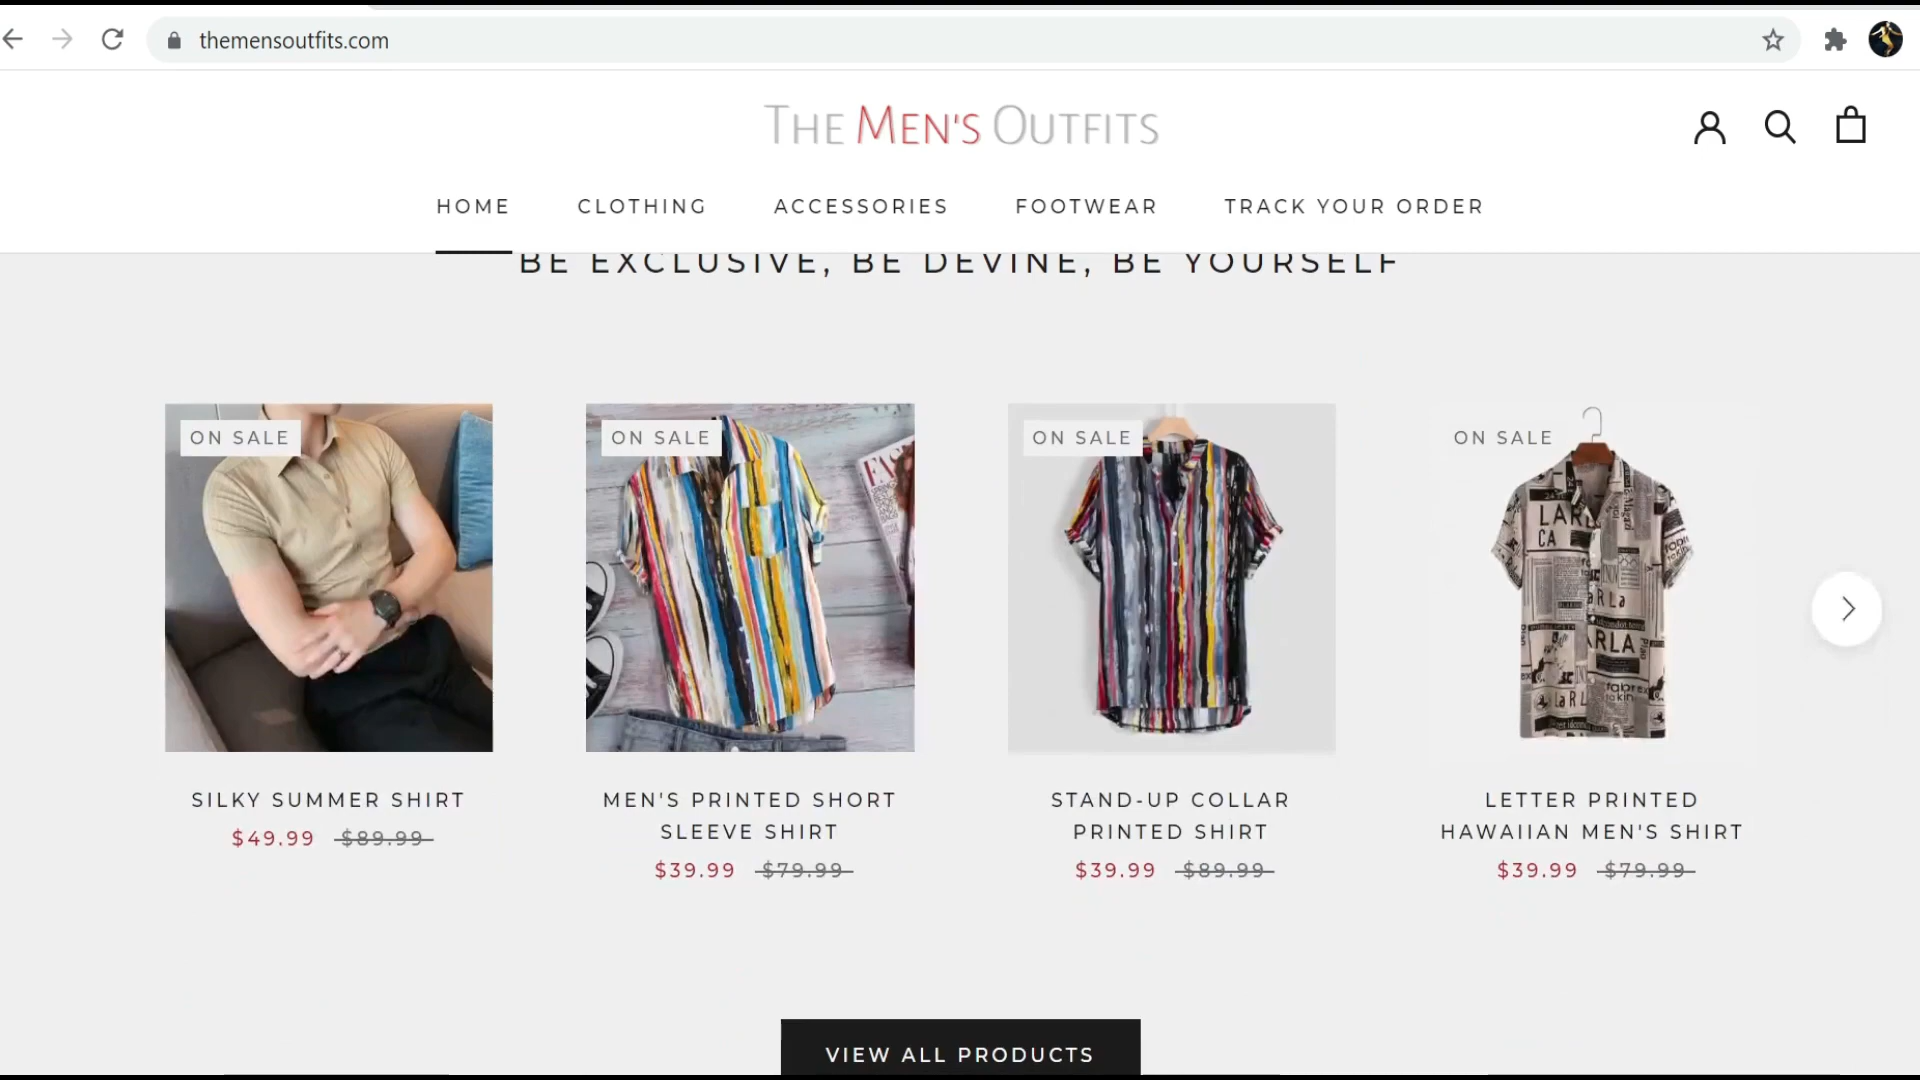 themensoutfits.com
THE MEN'S OUTFITS
HOME CLOTHING ACCESSORIES FOOTWEAR TRACK YOUR ORDER
BE EXCLUSIVE, BE DEVINE, BE YOURSELF
ON SALE
ON SALE
ON SALE
ON SALE
SILKY SUMMER SHIRT
$49.99 $89.99
MEN'S PRINTED SHORT
SLEEVE SHIRT
$39.99 $79.99
STAND-UP COLLAR
PRINTED SHIRT
$39.99 $89.99
LETTER PRINTED
HAWAIIAN MEN'S SHIRT
$39.99 $79.99
VIEW ALL PRODUCTS